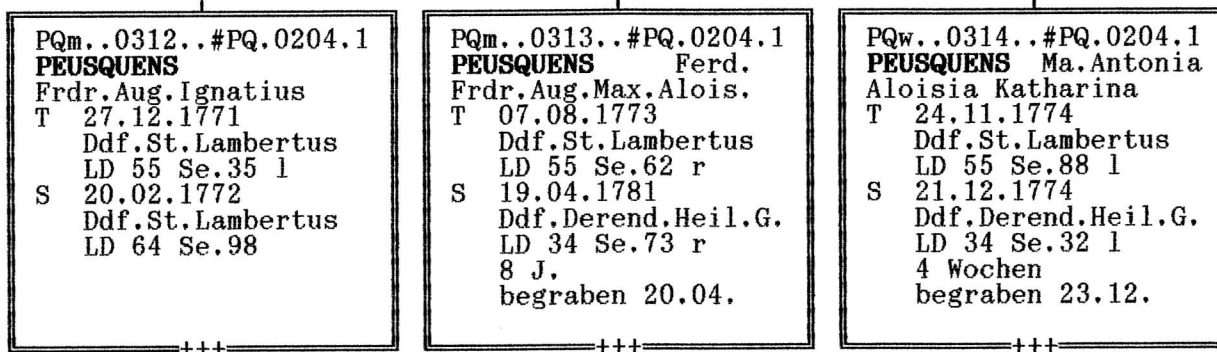 PQm..0312..#PQ.0204.1
PEUSQUENS
Frdr.Aug.Ignatius
T 27.12.1771
Ddf.St.Lambertus
LD 55 Se.35 l
S 20.02.1772
Ddf.St.Lambertus
LD 64 Se.98
+++
PQm..0313..#PQ.0204.1
PEUSQUENS Ferd.
Frdr.Aug.Max.Alois.
T 07.08.1773
Ddf.St.Lambertus
LD 55 Se.62 r
S 19.04.1781
Ddf.Derend.Heil.G.
LD 34 Se.73 r
8 J.
begraben 20.04.
+++
PQw..0314..#PQ.0204.1
PEUSQUENS Ma.Antonia
Aloisia Katharina
T 24.11.1774
Ddf.St.Lambertus
LD 55 Se.88 l
S 21.12.1774
Ddf.Derend.Heil.G.
LD 34 Se.32 l
4 Wochen
begraben 23.12.
+++